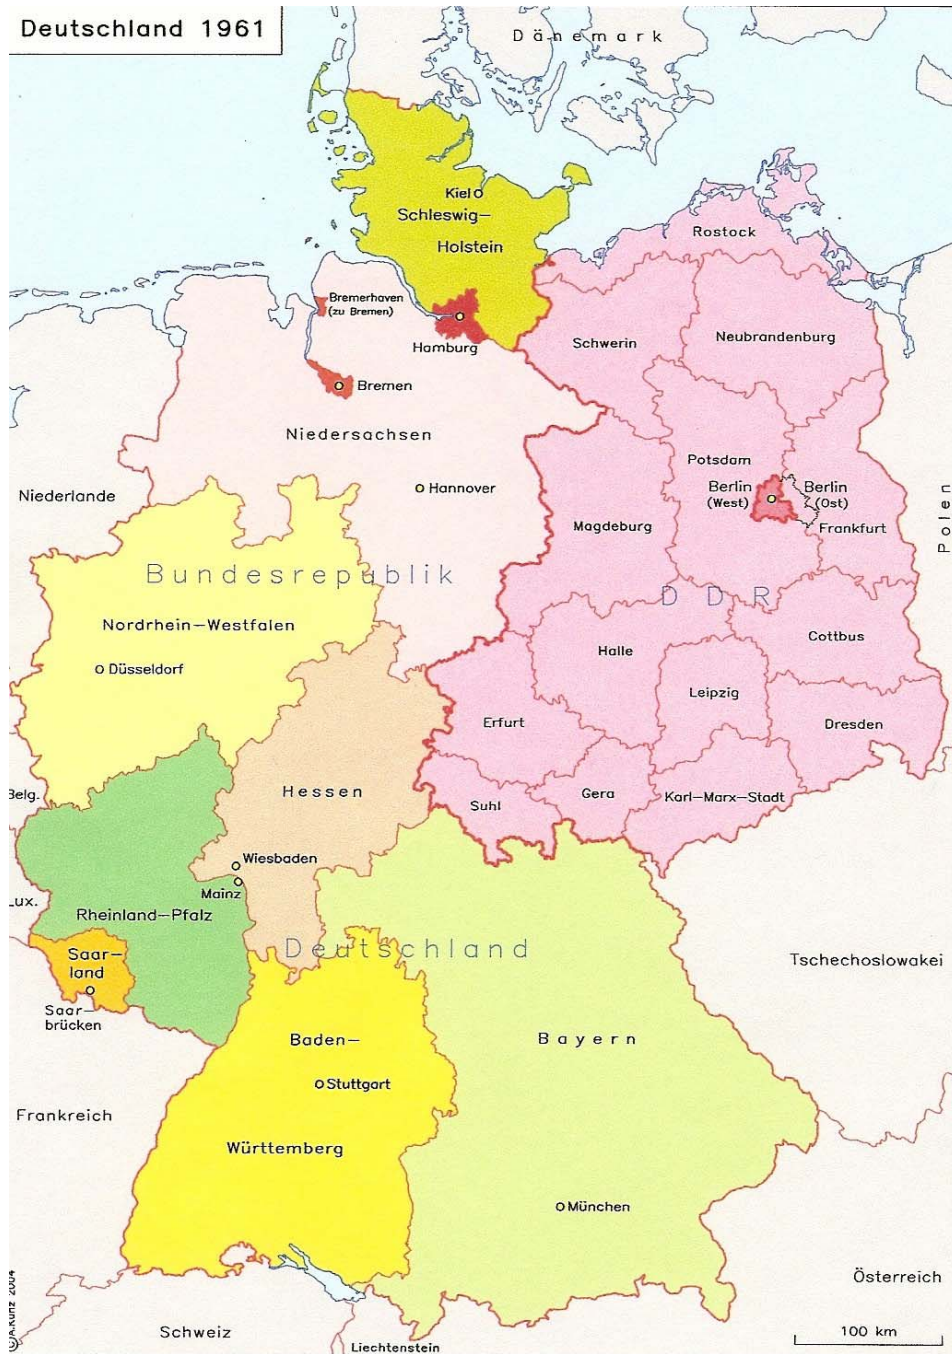 Deutschland 1961
Dänemark
Kiel
Schleswig–
Holstein
Rostock
Bremerhaven
(zu Bremen)
Hamburg
Schwerin
Neubrandenburg
Bremen
Niedersachsen
Niederlande
Hannover
Potsdam
Berlin
(West)
Berlin
(Ost)
Magdeburg
Frankfurt
Polen
Bundesrepublik
DDR
Nordrhein–Westfalen
Düsseldorf
Halle
Cottbus
Leipzig
Erfurt
Dresden
Belg.
Hessen
Suhl
Gera
Karl–Marx–Stadt
Wiesbaden
Mainz
Lux.
Rheinland–Pfalz
Deutschland
Saar–
land
Saar–
brücken
Tschechoslowakei
Baden–
Bayern
Stuttgart
Frankreich
Württemberg
München
Österreich
©A.Kunz 2004
Schweiz
Liechtenstein
100 km